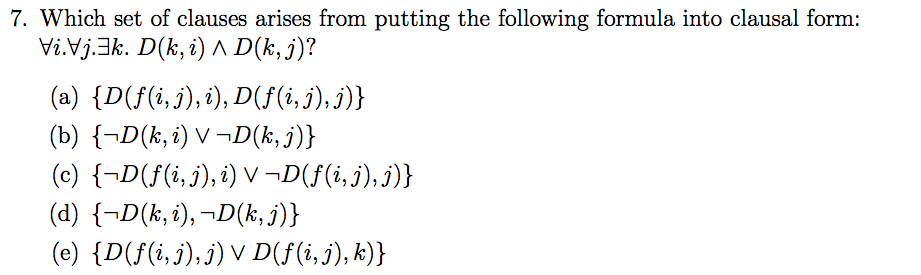 7. Which set of clauses arises from putting the following formula into clausal form:
∀i.∀j.∃k. D(k, i) ∧ D(k, j)?
(a) {D(f(i, j), i), D(f(i, j), j)}
(b) {¬D(k, i) ∨ ¬D(k, j)}
(c) {¬D(f(i, j), i) ∨ ¬D(f(i, j), j)}
(d) {¬D(k, i), ¬D(k, j)}
(e) {D(f(i, j), j) ∨ D(f(i, j), k)}